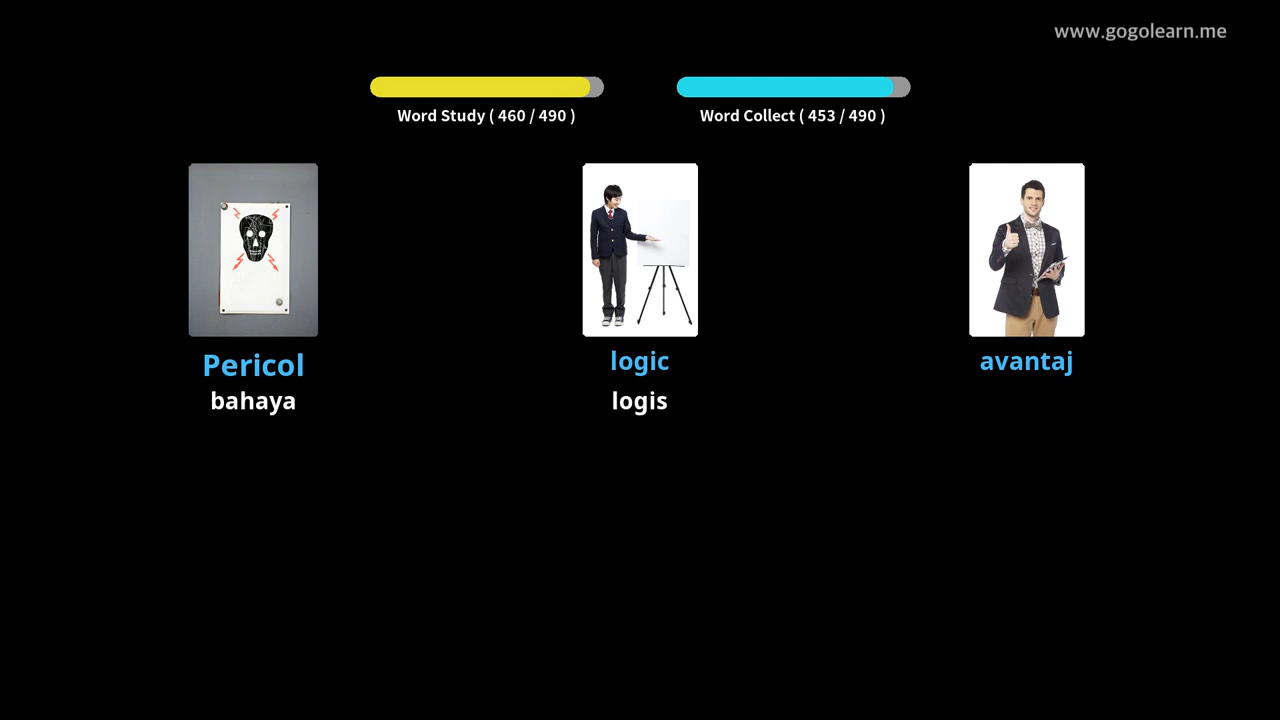 www.gogolearn.me
Word Study ( 460 / 490 )
Word Collect ( 453 / 490 )
Pericol
bahaya
logic
logis
avantaj